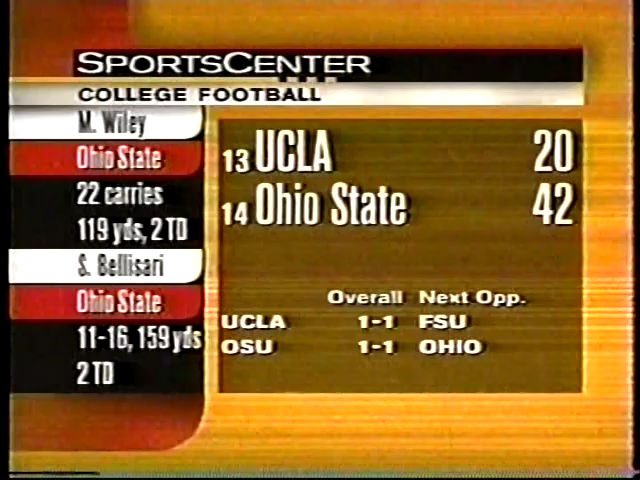 SPORTSCENTER
COLLEGE FOOTBALL
M. Wiley
Ohio State
22 carries
119 yds, 2 TD
S. Bellisari
Ohio State
11-16, 159 yds
2 TD
13 UCLA 20
14 Ohio State 42
Overall Next Opp.
UCLA 1-1 FSU
OSU 1-1 OHIO